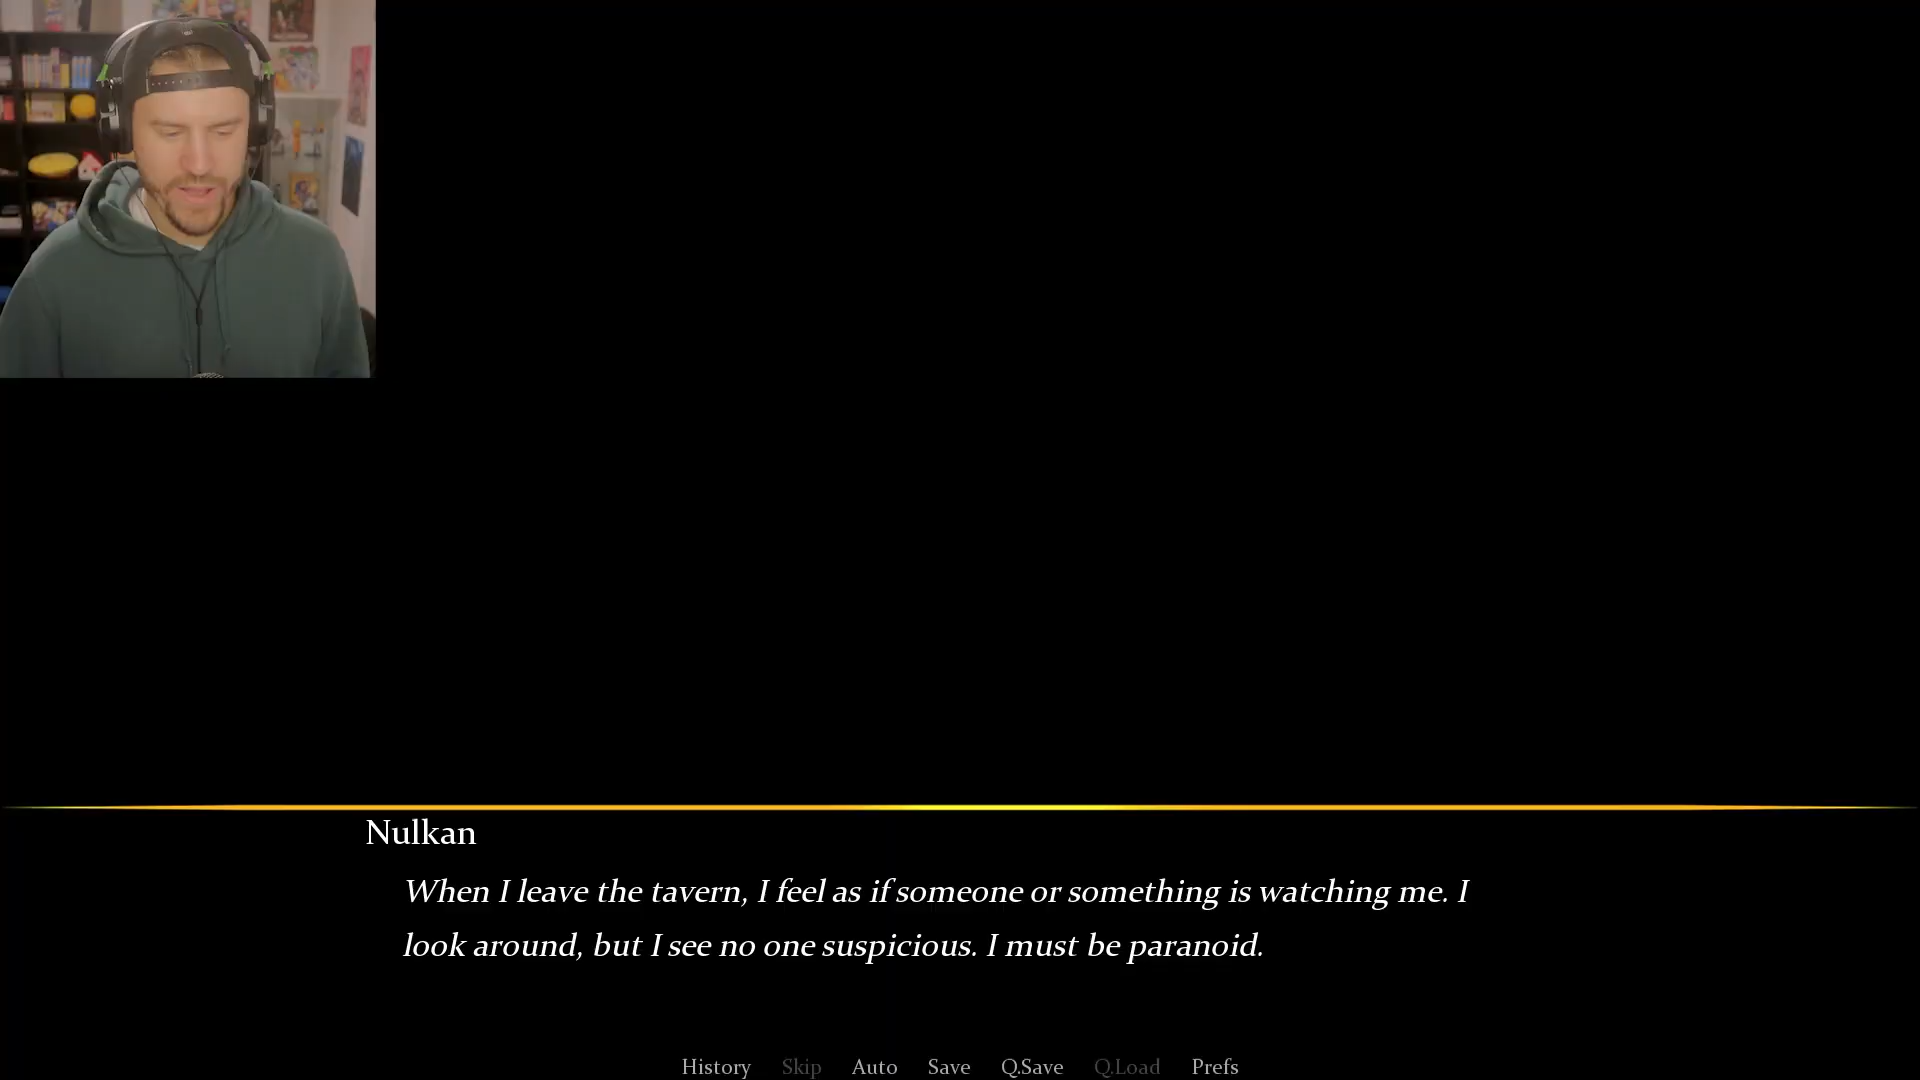 Nulkan
When I leave the tavern, I feel as if someone or something is watching me. I
look around, but I see no one suspicious. I must be paranoid.
History Skip Auto Save Q.Save Q.Load Prefs